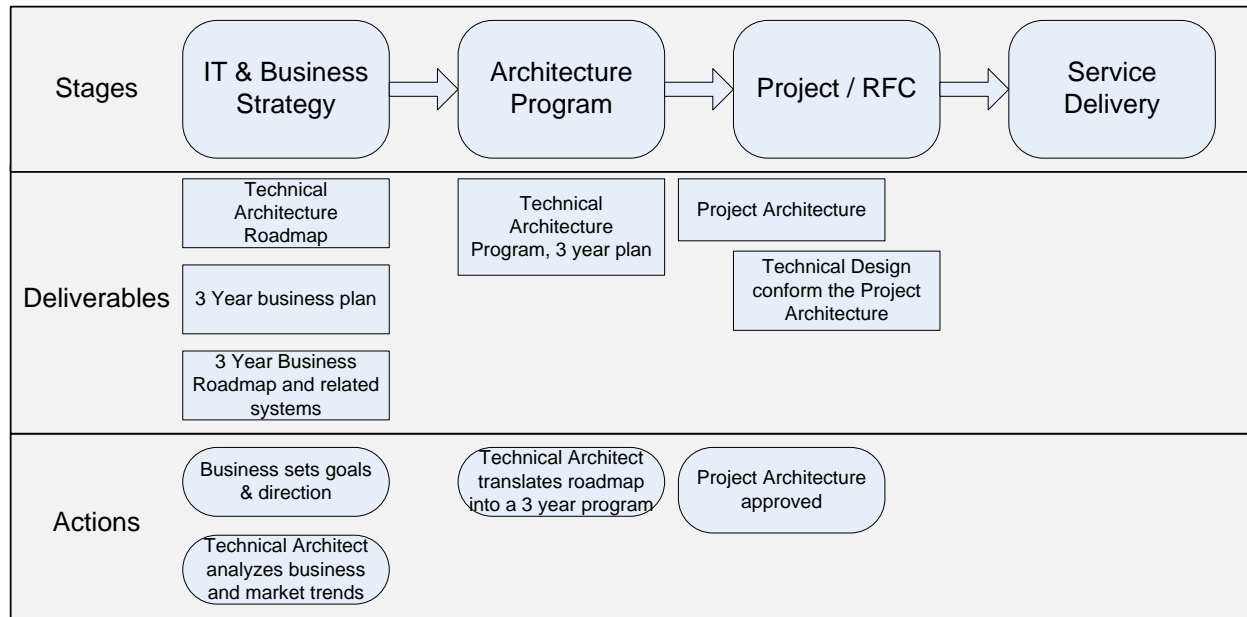 Stages
IT & Business
Strategy
Architecture
Program
Project / RFC
Service
Delivery
Deliverables
Technical
Architecture
Roadmap
3 Year business plan
3 Year Business
Roadmap and related
systems
Technical
Architecture
Program, 3 year plan
Project Architecture
Technical Design
conform the Project
Architecture
Actions
Business sets goals
& direction
Technical Architect
analyzes business
and market trends
Technical Architect
translates roadmap
into a 3 year program
Project Architecture
approved